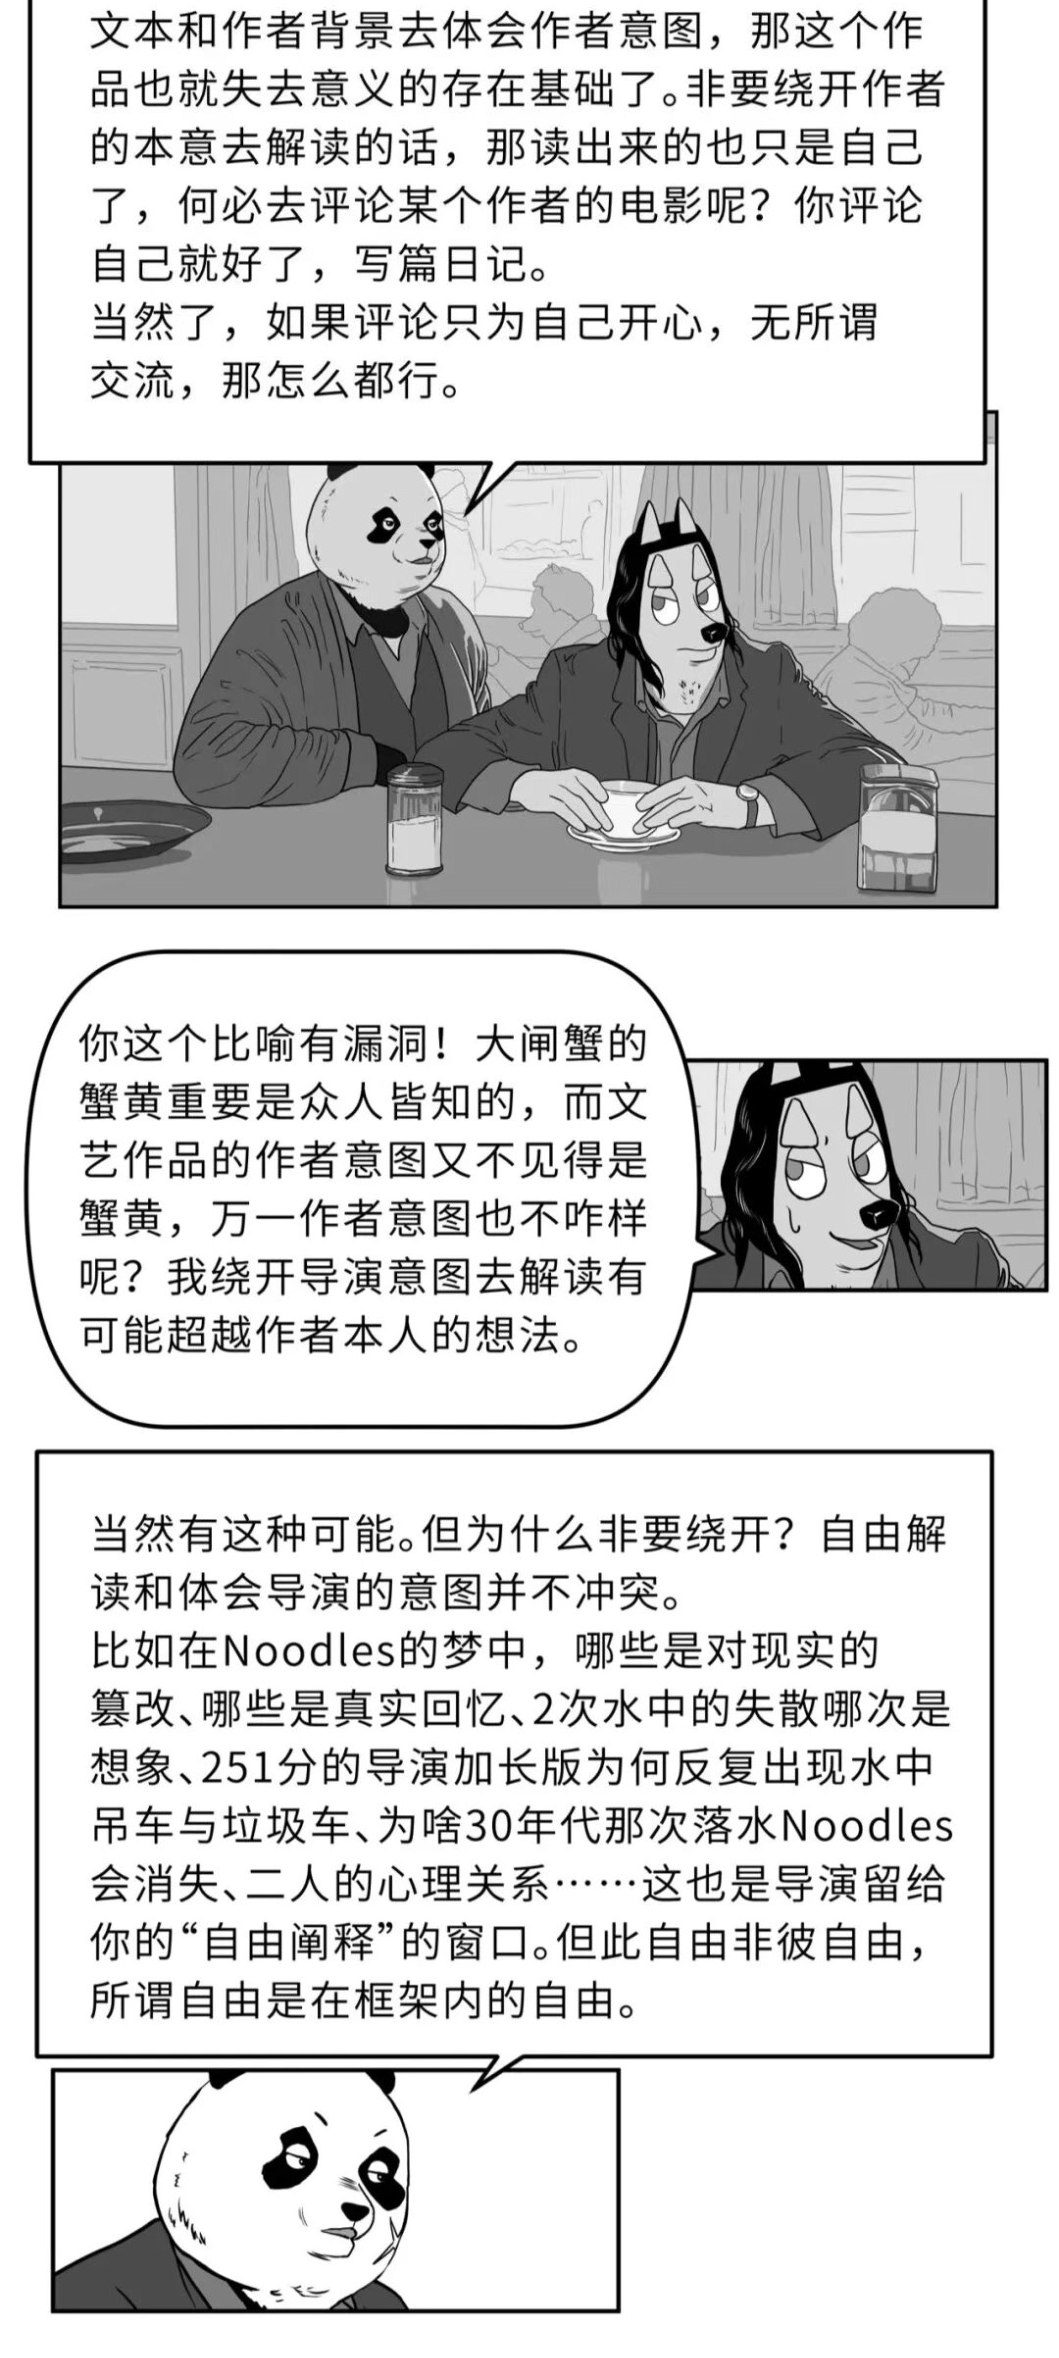 文本和作者背景去体会作者意图，那这个作
品也就失去意义的存在基础了。非要绕开作者
的本意去解读的话，那读出来的也只是自己
了，何必去评论某个作者的电影呢？你评论
自己就好了，写篇日记。
当然了，如果评论只为自己开心，无所谓
交流，那怎么都行。
你这个比喻有漏洞！大闸蟹的
蟹黄重要是众人皆知的，而文
艺作品的作者意图又不见得是
蟹黄，万一作者意图也不咋样
呢？我绕开导演意图去解读有
可能超越作者本人的想法。
当然有这种可能。但为什么非要绕开？自由解
读和体会导演的意图并不冲突。
比如在Noodles的梦中，哪些是对现实的
篡改、哪些是真实回忆、2次水中的失散哪次是
想象、251分的导演加长版为何反复出现水中
吊车与垃圾车、为啥30年代那次落水Noodles
会消失、二人的心理关系……这也是导演留给
你的“自由阐释”的窗口。但此自由非彼自由，
所谓自由是在框架内的自由。